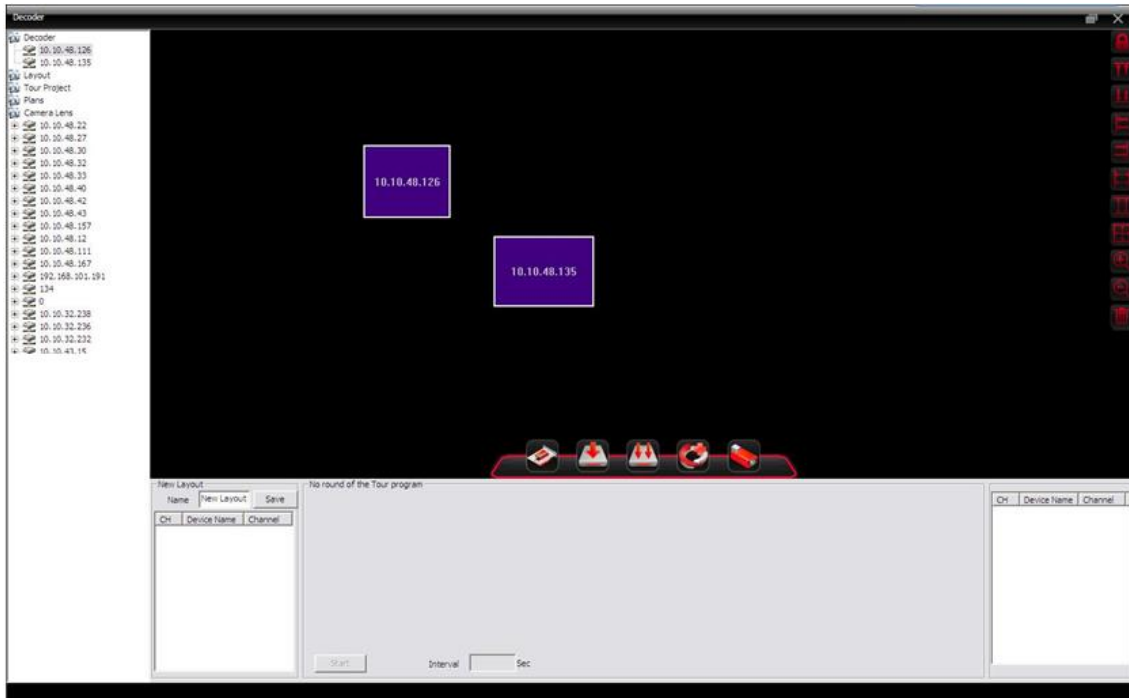 Decoder
Decoder
10.10.48.126
10.10.48.135
Layout
Tour Project
Plans
Camera Lens
10.10.48.22
10.10.48.27
10.10.48.30
10.10.48.32
10.10.48.33
10.10.48.40
10.10.48.42
10.10.48.43
10.10.48.157
10.10.48.12
10.10.48.111
10.10.48.167
192.168.101.191
134
0
10.10.32.238
10.10.32.236
10.10.32.232
10.10.43.15
10.10.48.126
10.10.48.135
New Layout
Name New Layout Save
CH Device Name Channel
No round of the Tour program
Start Interval Sec
CH Device Name Channel